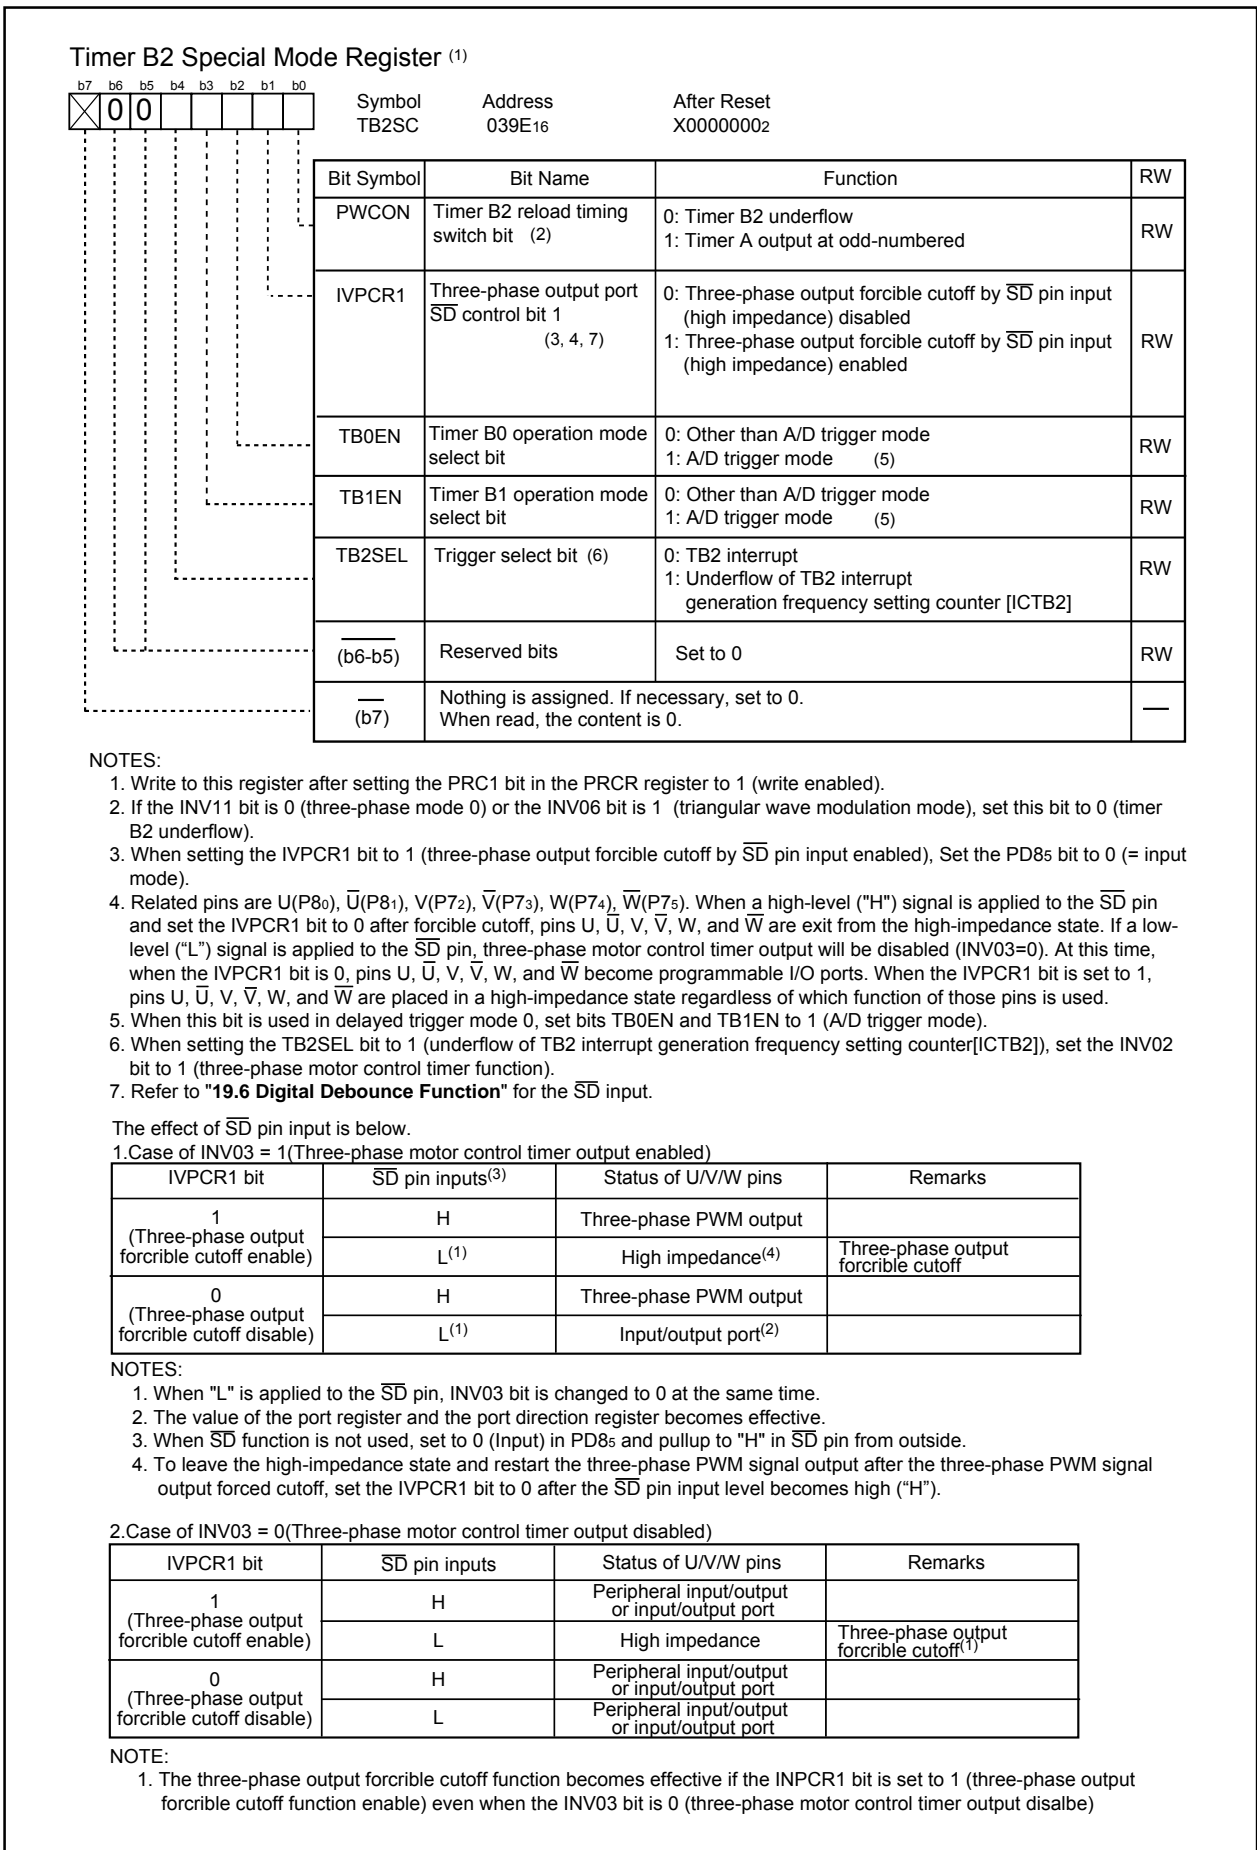 Timer B2 Special Mode Register (1)
b7 b6 b5 b4 b3 b2 b1 b0
0 0
Symbol Address After Reset
TB2SC 039E16 X00000002
Bit Symbol Bit Name Function RW
PWCON Timer B2 reload timing switch bit (2) 0: Timer B2 underflow
1: Timer A output at odd-numbered RW
IVPCR1 Three-phase output port S̅D̅ control bit 1 (3, 4, 7) 0: Three-phase output forcible cutoff by S̅D̅ pin input (high impedance) disabled
1: Three-phase output forcible cutoff by S̅D̅ pin input (high impedance) enabled RW
TB0EN Timer B0 operation mode select bit 0: Other than A/D trigger mode
1: A/D trigger mode (5) RW
TB1EN Timer B1 operation mode select bit 0: Other than A/D trigger mode
1: A/D trigger mode (5) RW
TB2SEL Trigger select bit (6) 0: TB2 interrupt
1: Underflow of TB2 interrupt
generation frequency setting counter [ICTB2] RW
(b6-b5) Reserved bits Set to 0 RW
(b7) Nothing is assigned. If necessary, set to 0.
When read, the content is 0. —
NOTES:
1. Write to this register after setting the PRC1 bit in the PRCR register to 1 (write enabled).
2. If the INV11 bit is 0 (three-phase mode 0) or the INV06 bit is 1 (triangular wave modulation mode), set this bit to 0 (timer
B2 underflow).
3. When setting the IVPCR1 bit to 1 (three-phase output forcible cutoff by S̅D̅ pin input enabled), Set the PD85 bit to 0 (= input
mode).
4. Related pins are U(P80), U̅(P81), V(P72), V̅(P73), W(P74), W̅(P75). When a high-level ("H") signal is applied to the S̅D̅ pin
and set the IVPCR1 bit to 0 after forcible cutoff, pins U, U̅, V, V̅, W, and W̅ are exit from the high-impedance state. If a low-
level (“L”) signal is applied to the S̅D̅ pin, three-phase motor control timer output will be disabled (INV03=0). At this time,
when the IVPCR1 bit is 0, pins U, U̅, V, V̅, W, and W̅ become programmable I/O ports. When the IVPCR1 bit is set to 1,
pins U, U̅, V, V̅, W, and W̅ are placed in a high-impedance state regardless of which function of those pins is used.
5. When this bit is used in delayed trigger mode 0, set bits TB0EN and TB1EN to 1 (A/D trigger mode).
6. When setting the TB2SEL bit to 1 (underflow of TB2 interrupt generation frequency setting counter[ICTB2]), set the INV02
bit to 1 (three-phase motor control timer function).
7. Refer to "19.6 Digital Debounce Function" for the S̅D̅ input.
The effect of S̅D̅ pin input is below.
1.Case of INV03 = 1(Three-phase motor control timer output enabled)
IVPCR1 bit S̅D̅ pin inputs(3) Status of U/V/W pins Remarks
1
(Three-phase output
forcrible cutoff enable) H Three-phase PWM output
L(1) High impedance(4) Three-phase output
forcrible cutoff
0
(Three-phase output
forcrible cutoff disable) H Three-phase PWM output
L(1) Input/output port(2)
NOTES:
1. When "L" is applied to the S̅D̅ pin, INV03 bit is changed to 0 at the same time.
2. The value of the port register and the port direction register becomes effective.
3. When S̅D̅ function is not used, set to 0 (Input) in PD85 and pullup to "H" in S̅D̅ pin from outside.
4. To leave the high-impedance state and restart the three-phase PWM signal output after the three-phase PWM signal
output forced cutoff, set the IVPCR1 bit to 0 after the S̅D̅ pin input level becomes high (“H”).
2.Case of INV03 = 0(Three-phase motor control timer output disabled)
IVPCR1 bit S̅D̅ pin inputs Status of U/V/W pins Remarks
1
(Three-phase output
forcrible cutoff enable) H Peripheral input/output
or input/output port
L High impedance Three-phase output
forcrible cutoff(1)
0
(Three-phase output
forcrible cutoff disable) H Peripheral input/output
or input/output port
L Peripheral input/output
or input/output port
NOTE:
1. The three-phase output forcrible cutoff function becomes effective if the INPCR1 bit is set to 1 (three-phase output
forcrible cutoff function enable) even when the INV03 bit is 0 (three-phase motor control timer output disalbe)